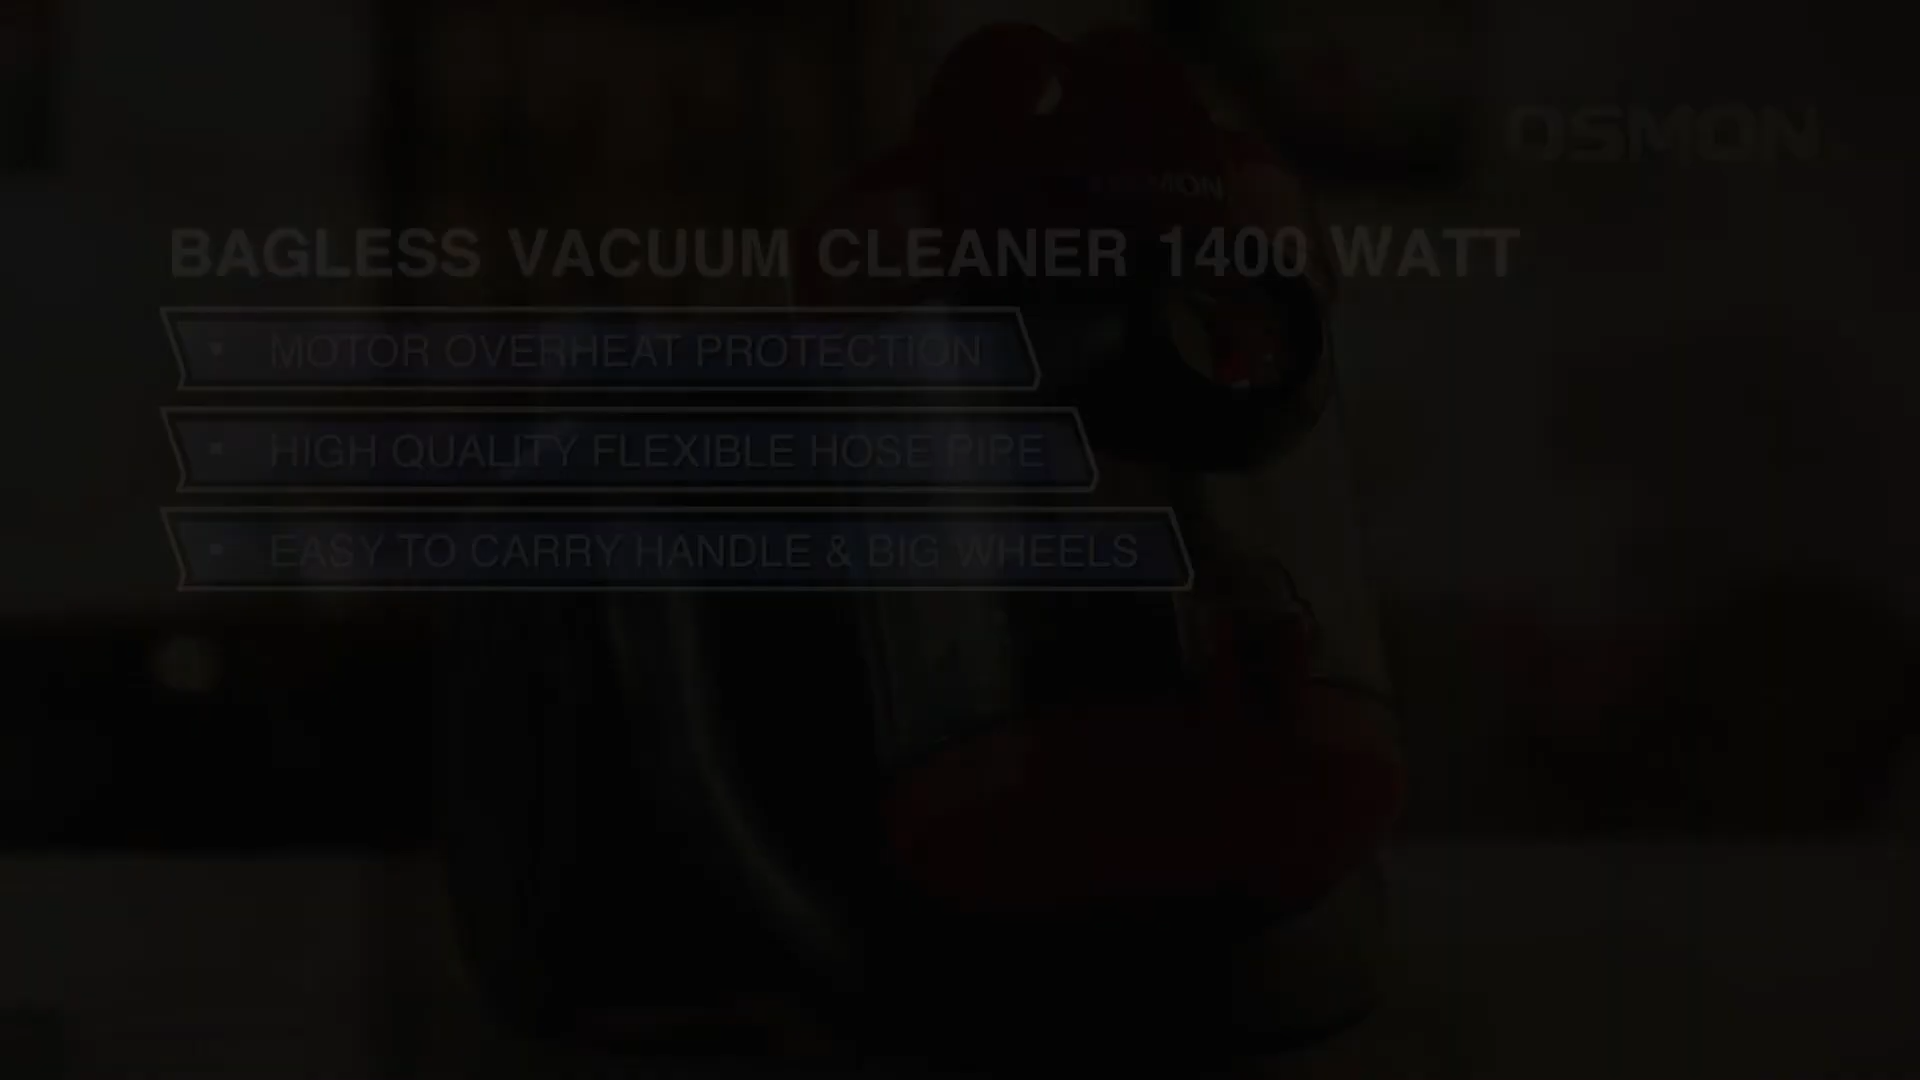 OSMON
MON
BAGLESS VACUUM CLEANER 1400 WATT
MOTOR OVERHEAT PROTECTION
HIGH QUALITY FLEXIBLE HOSE PIPE
EASY TO CARRY HANDLE & BIG WHEELS